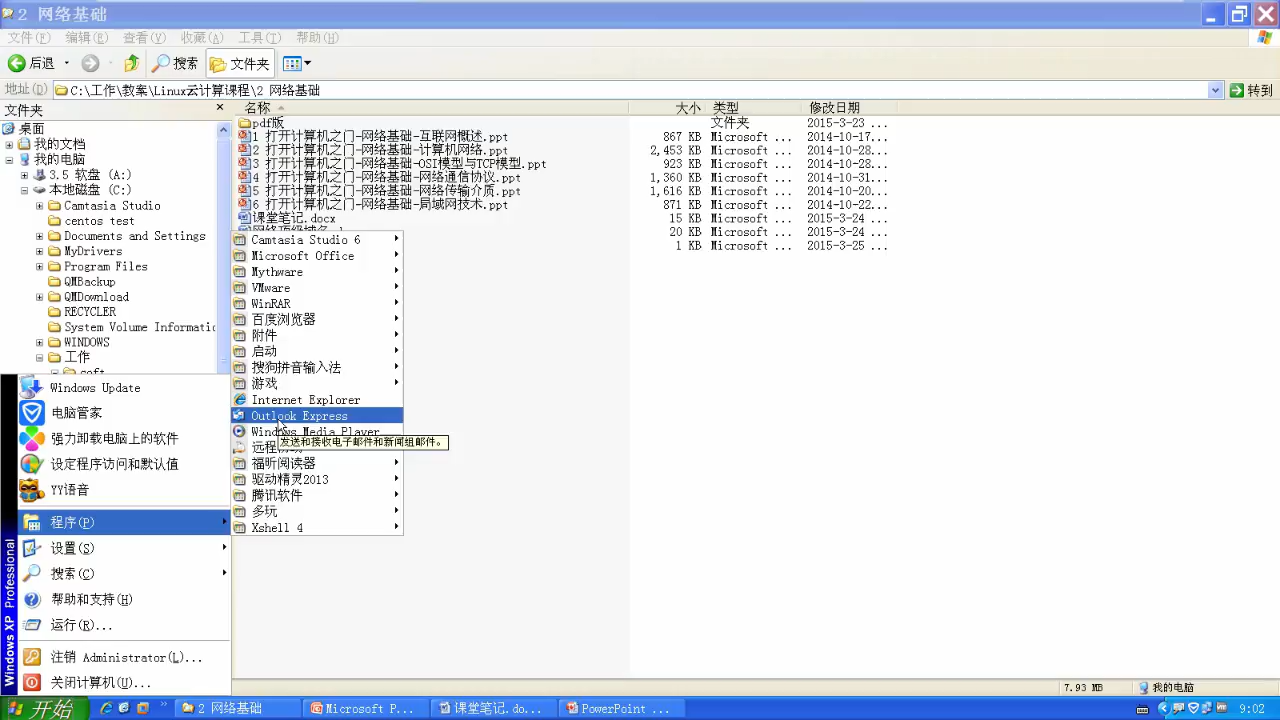 2 网络基础
文件(F) 编辑(E) 查看(V) 收藏(A) 工具(T) 帮助(H)
后退 搜索 文件夹
地址(D) C:\工作\教案\Linux云计算课程\2 网络基础 转到
文件夹
桌面
我的文档
我的电脑
3.5 软盘 (A:)
本地磁盘 (C:)
Camtasia Studio
centos test
Documents and Settings
MyDrivers
Program Files
QMBackup
QMDownload
RECYCLER
System Volume Informatio
WINDOWS
工作
soft
名称 大小 类型 修改日期
pdf版 文件夹 2015-3-23 ...
1 打开计算机之门-网络基础-互联网概述.ppt 867 KB Microsoft ... 2014-10-17...
2 打开计算机之门-网络基础-计算机网络.ppt 2,453 KB Microsoft ... 2014-10-28...
3 打开计算机之门-网络基础-OSI模型与TCP模型.ppt 923 KB Microsoft ... 2014-10-28...
4 打开计算机之门-网络基础-网络通信协议.ppt 1,360 KB Microsoft ... 2014-10-31...
5 打开计算机之门-网络基础-网络传输介质.ppt 1,616 KB Microsoft ... 2014-10-20...
6 打开计算机之门-网络基础-局域网技术.ppt 871 KB Microsoft ... 2014-10-22...
课堂笔记.docx 15 KB Microsoft ... 2015-3-24 ...
网络顶级域名.d 20 KB Microsoft ... 2015-3-24 ...
1 KB Microsoft ... 2015-3-25 ...
Camtasia Studio 6
Microsoft Office
Mythware
VMware
WinRAR
百度浏览器
附件
启动
搜狗拼音输入法
游戏
Internet Explorer
Outlook Express
Windows Media Player
发送和接收电子邮件和新闻组邮件。
远程
福昕阅读器
驱动精灵2013
腾讯软件
多玩
Xshell 4
Windows Update
电脑管家
强力卸载电脑上的软件
设定程序访问和默认值
YY语音
程序(P)
设置(S)
搜索(C)
帮助和支持(H)
运行(R)...
注销 Administrator(L)...
关闭计算机(U)...
Windows XP Professional
7.93 MB 我的电脑
开始 2 网络基础 Microsoft P... 课堂笔记.do... PowerPoint ... 9:02